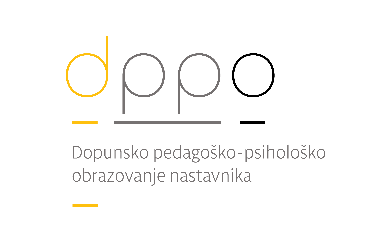 dppo
Dopunsko pedagoško-psihološko
obrazovanje nastavnika